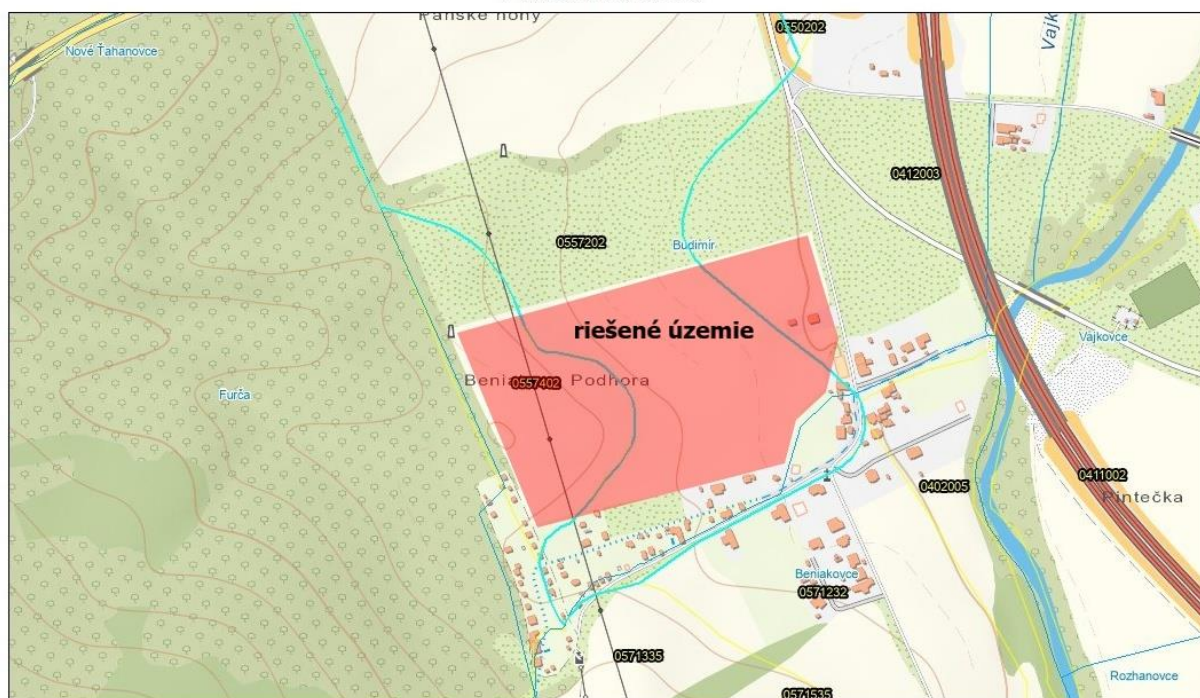 Panské hony
0550202
Nové Ťahanovce
Vajk
0412003
0557202
Budimír
riešené územie
Vajkovce
Podhora
0557402
Furča
0411002
0402005
Pintečka
Beniakovce
0571232
0571335
Rozhanovce
0571535